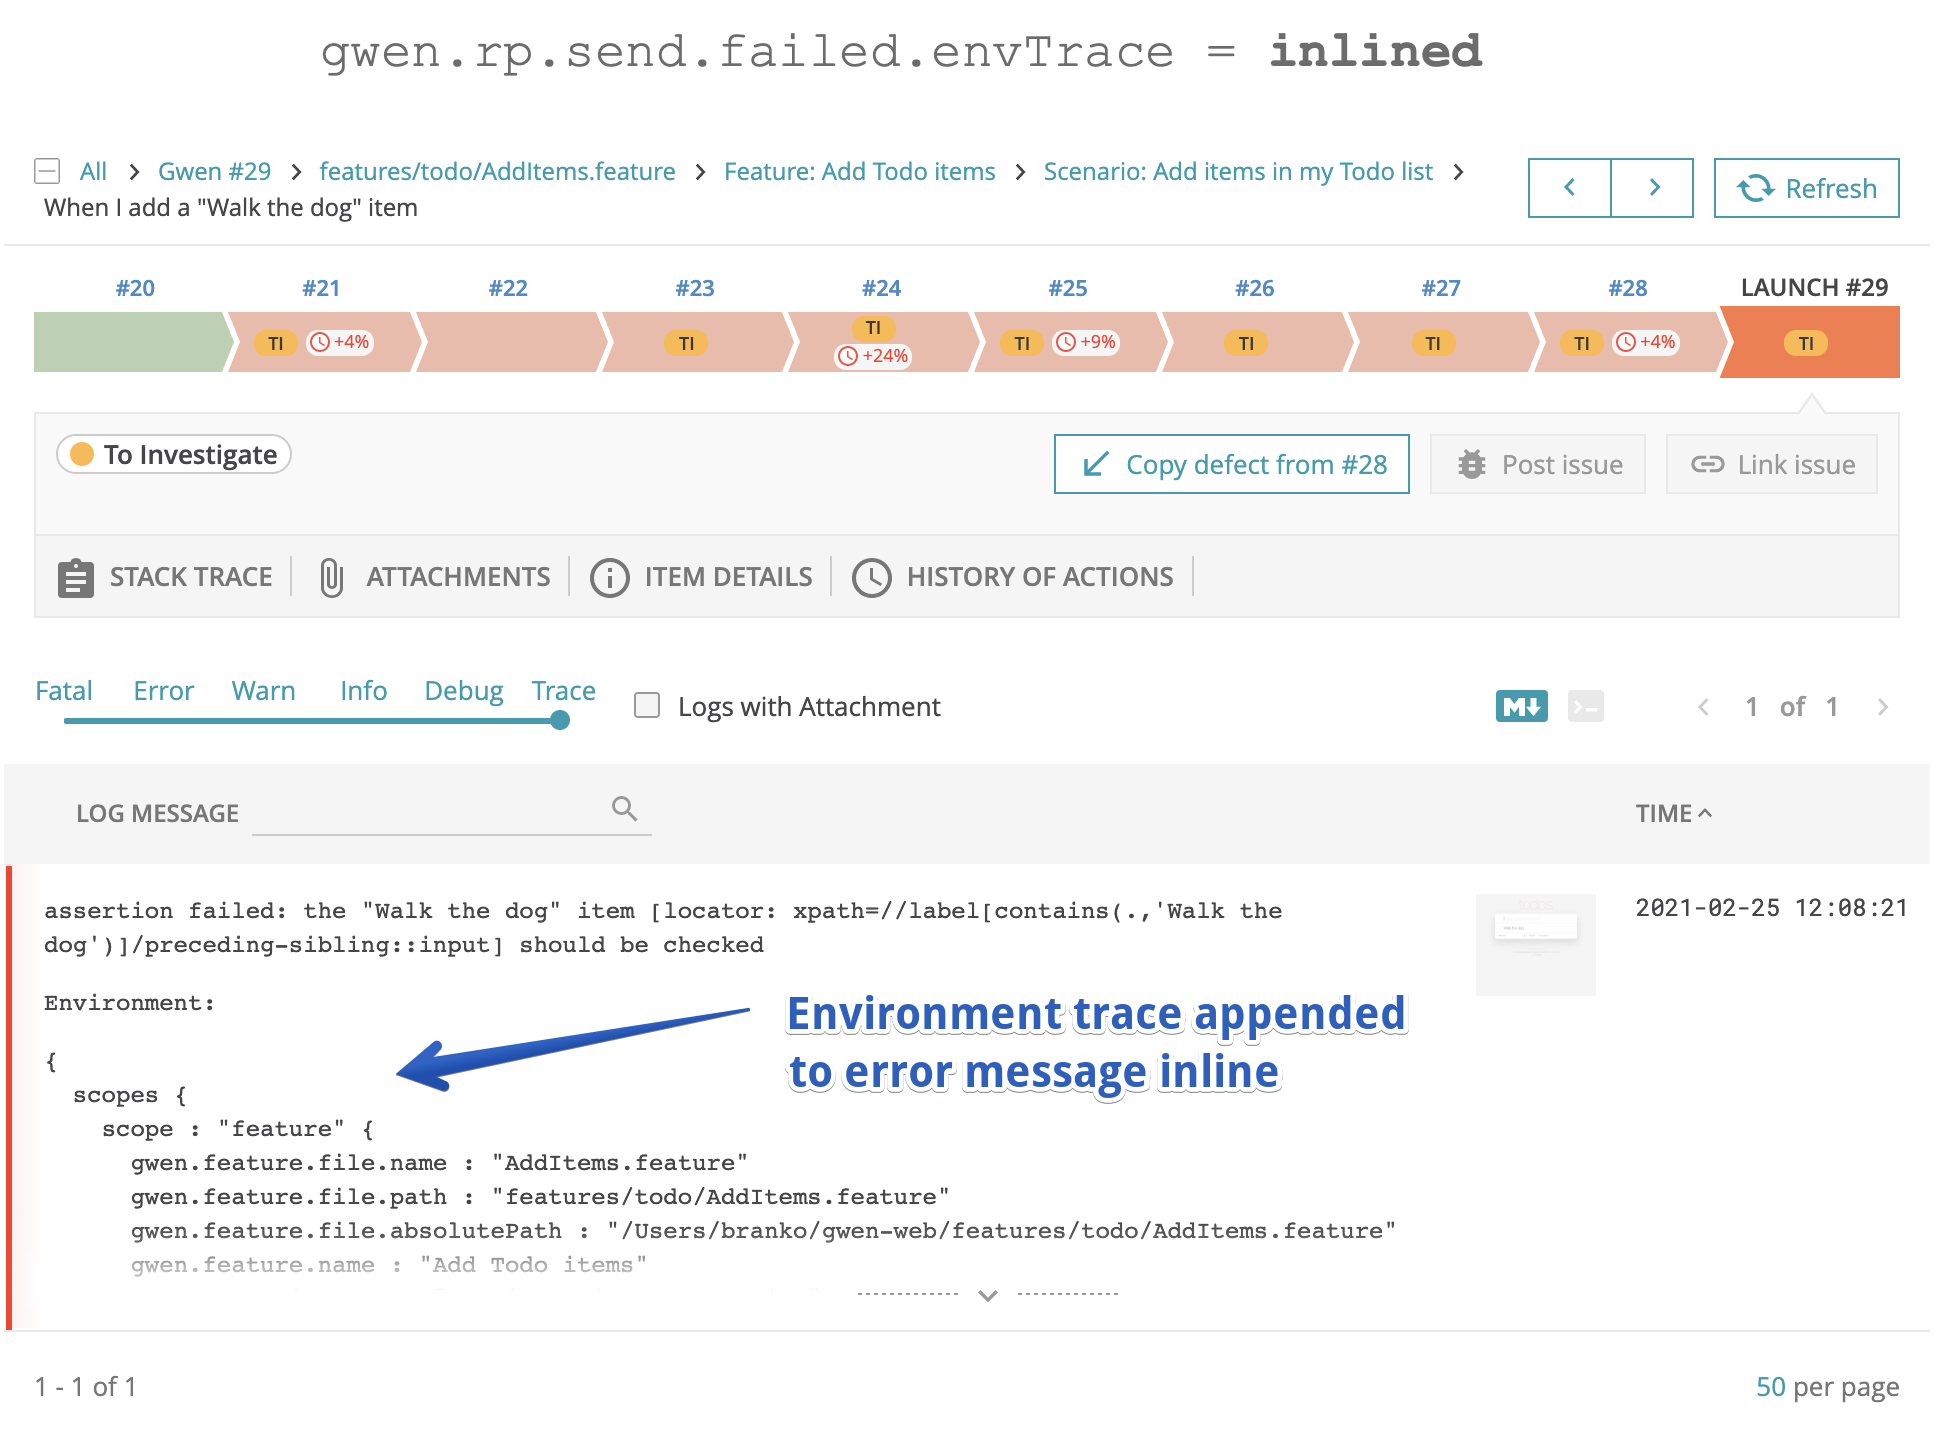 gwen.rp.send.failed.envTrace = inlined
All > Gwen #29 > features/todo/AddItems.feature > Feature: Add Todo items > Scenario: Add items in my Todo list >
When I add a "Walk the dog" item
< > Refresh
#20 #21 #22 #23 #24 #25 #26 #27 #28 LAUNCH #29
TI +4% TI TI +24% TI +9% TI TI TI +4% TI
To Investigate
Copy defect from #28 Post issue Link issue
STACK TRACE ATTACHMENTS ITEM DETAILS HISTORY OF ACTIONS
Fatal Error Warn Info Debug Trace
Logs with Attachment
M↓ >_ < 1 of 1 >
LOG MESSAGE TIME
assertion failed: the "Walk the dog" item [locator: xpath=//label[contains(.,'Walk the
dog')]/preceding-sibling::input] should be checked
2021-02-25 12:08:21
Environment:
Environment trace appended
to error message inline
{
scopes {
scope : "feature" {
gwen.feature.file.name : "AddItems.feature"
gwen.feature.file.path : "features/todo/AddItems.feature"
gwen.feature.file.absolutePath : "/Users/branko/gwen-web/features/todo/AddItems.feature"
gwen.feature.name : "Add Todo items"
1 - 1 of 1
50 per page